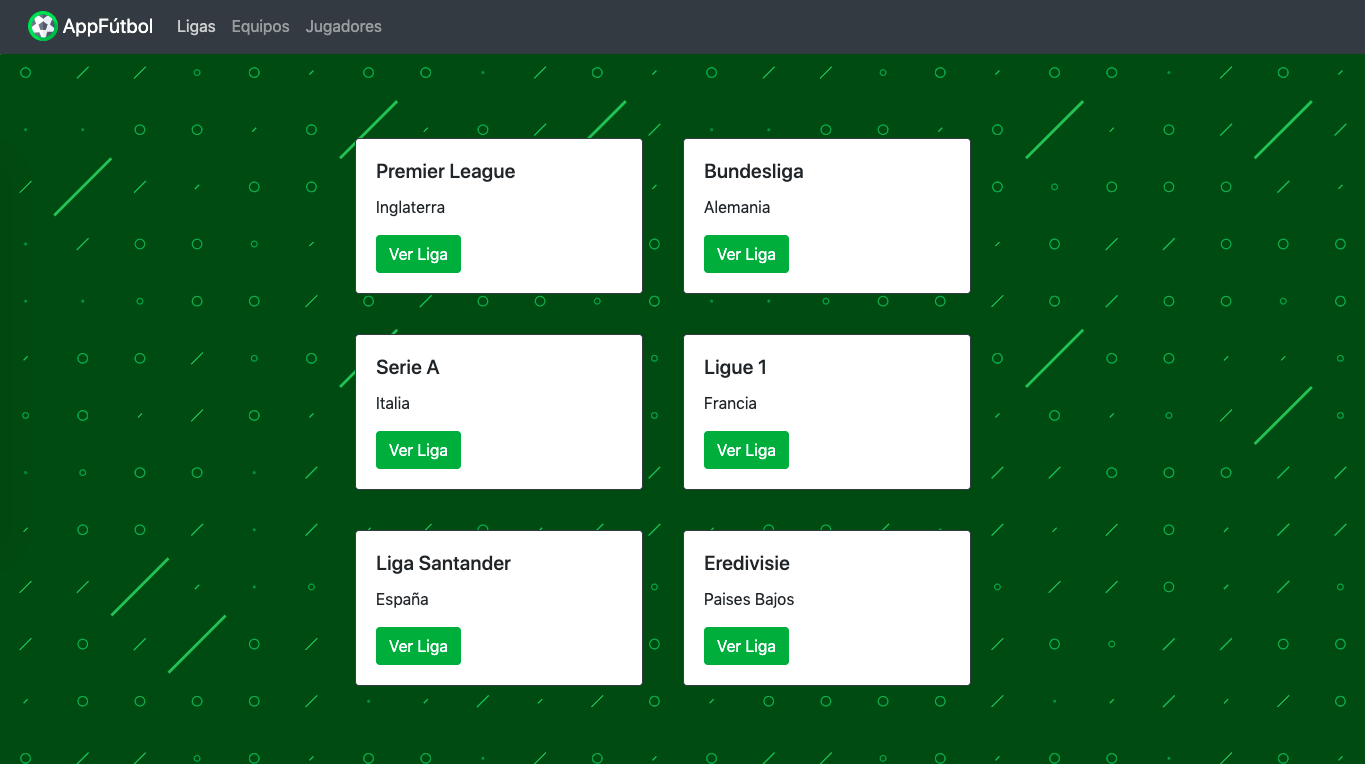 AppFútbol Ligas Equipos Jugadores
Premier League
Inglaterra
Ver Liga
Bundesliga
Alemania
Ver Liga
Serie A
Italia
Ver Liga
Ligue 1
Francia
Ver Liga
Liga Santander
España
Ver Liga
Eredivisie
Paises Bajos
Ver Liga